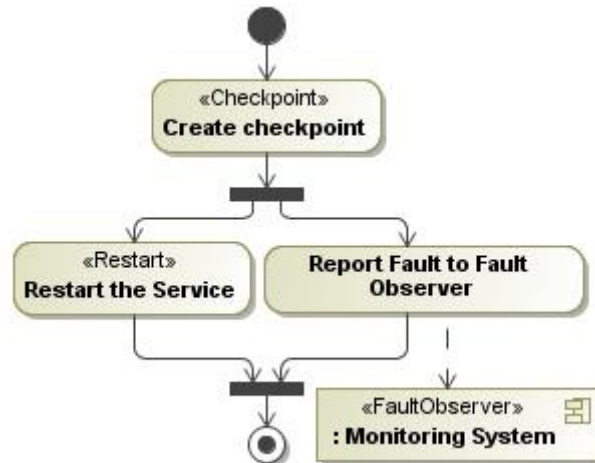 «Checkpoint»
Create checkpoint
«Restart»
Restart the Service
Report Fault to Fault
Observer
«FaultObserver»
: Monitoring System